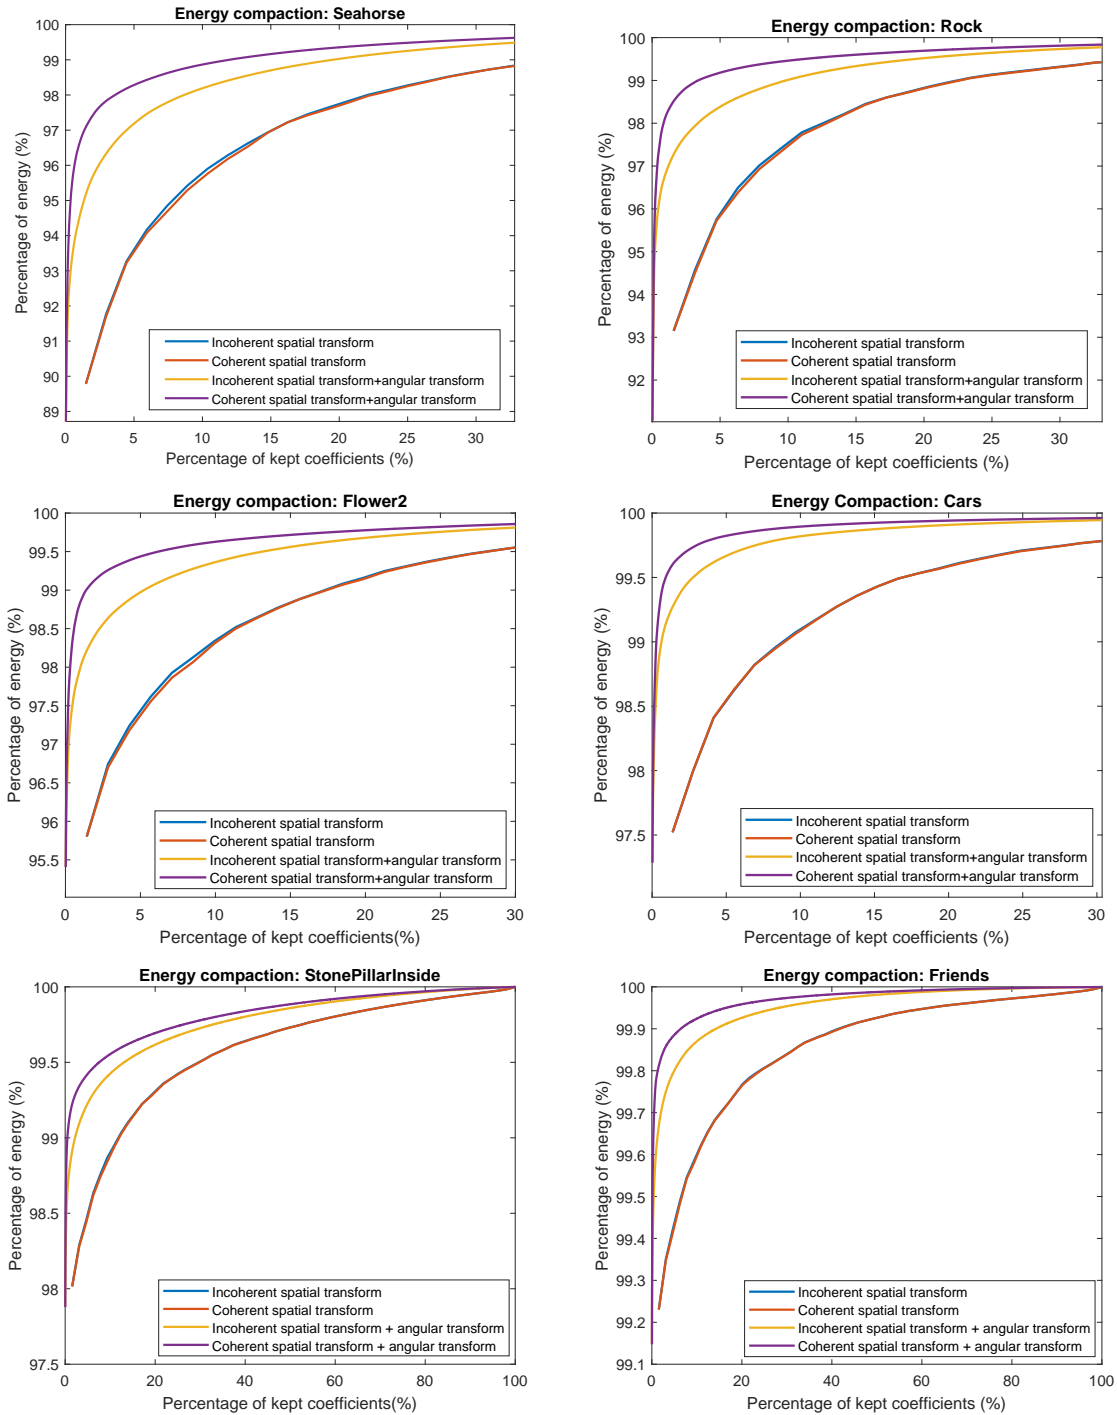 Energy compaction: Seahorse
Percentage of energy (%)
100
99
98
97
96
95
94
93
92
91
90
89
Incoherent spatial transform
Coherent spatial transform
Incoherent spatial transform+angular transform
Coherent spatial transform+angular transform
0 5 10 15 20 25 30
Percentage of kept coefficients (%)
Energy compaction: Rock
Percentage of energy (%)
100
99
98
97
96
95
94
93
92
Incoherent spatial transform
Coherent spatial transform
Incoherent spatial transform+angular transform
Coherent spatial transform+angular transform
0 5 10 15 20 25 30
Percentage of kept coefficients (%)
Energy compaction: Flower2
Percentage of energy (%)
100
99.5
99
98.5
98
97.5
97
96.5
96
95.5
Incoherent spatial transform
Coherent spatial transform
Incoherent spatial transform+angular transform
Coherent spatial transform+angular transform
0 5 10 15 20 25 30
Percentage of kept coefficients(%)
Energy Compaction: Cars
Percentage of energy (%)
100
99.5
99
98.5
98
97.5
Incoherent spatial transform
Coherent spatial transform
Incoherent spatial transform+angular transform
Coherent spatial transform+angular transform
0 5 10 15 20 25 30
Percentage of kept coefficients (%)
Energy compaction: StonePillarInside
Percentage of energy (%)
100
99.5
99
98.5
98
97.5
Incoherent spatial transform
Coherent spatial transform
Incoherent spatial transform + angular transform
Coherent spatial transform + angular transform
0 20 40 60 80 100
Percentage of kept coefficients(%)
Energy compaction: Friends
Percentage of energy (%)
100
99.9
99.8
99.7
99.6
99.5
99.4
99.3
99.2
99.1
Incoherent spatial transform
Coherent spatial transform
Incoherent spatial transform + angular transform
Coherent spatial transform + angular transform
0 20 40 60 80 100
Percentage of kept coefficients (%)